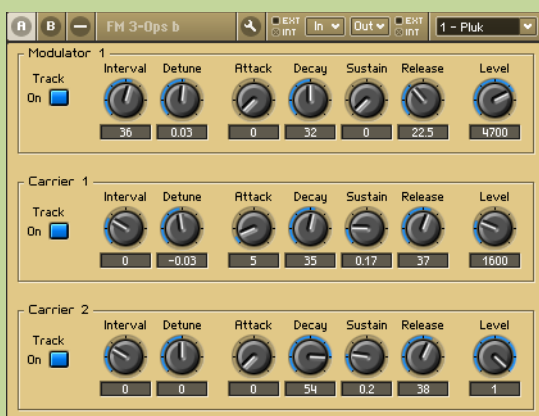 A B FM 3-Ops b EXT INT In Out EXT INT 1 - Pluk
Modulator 1
Track Interval Detune Attack Decay Sustain Release Level
On
36 0.03 0 32 0 22.5 4700
Carrier 1
Track Interval Detune Attack Decay Sustain Release Level
On
0 -0.03 5 35 0.17 37 1600
Carrier 2
Track Interval Detune Attack Decay Sustain Release Level
On
0 0 0 54 0.2 38 1